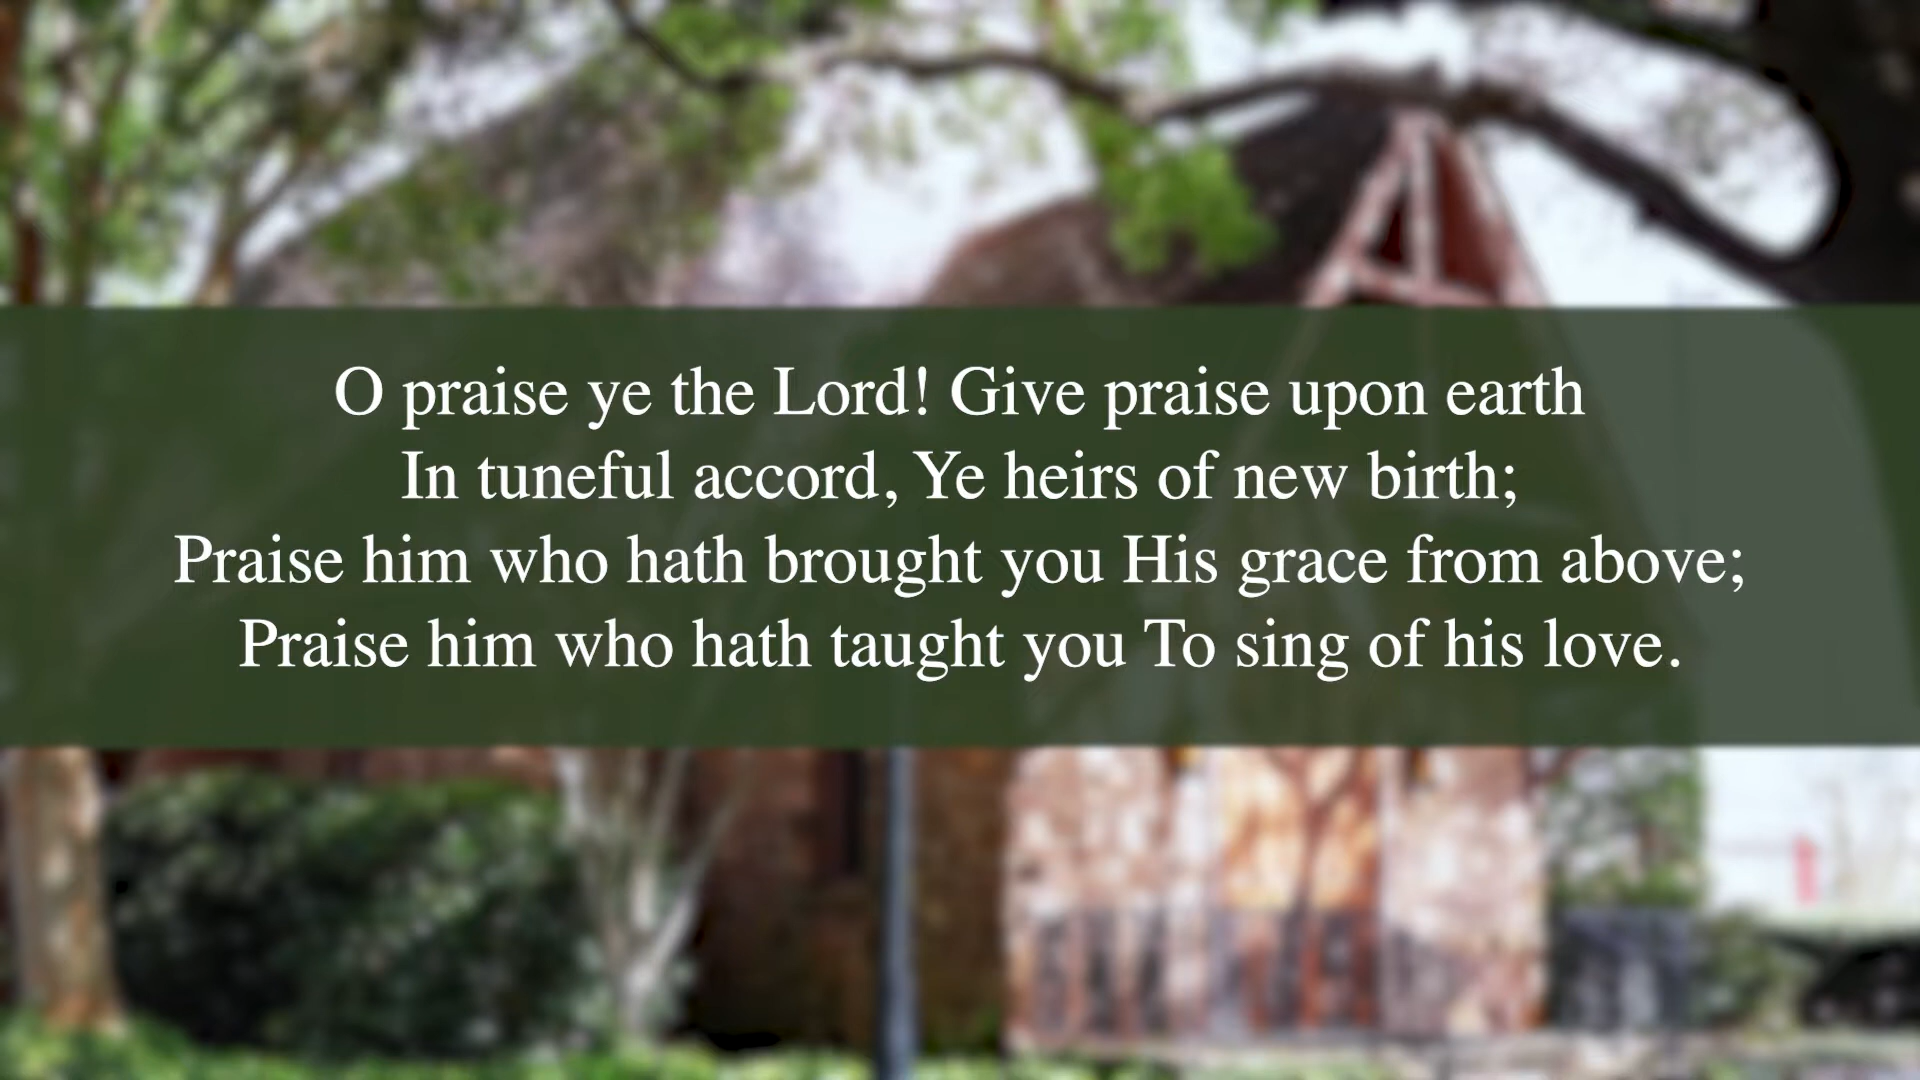 O praise ye the Lord! Give praise upon earth
In tuneful accord, Ye heirs of new birth;
Praise him who hath brought you His grace from above;
Praise him who hath taught you To sing of his love.